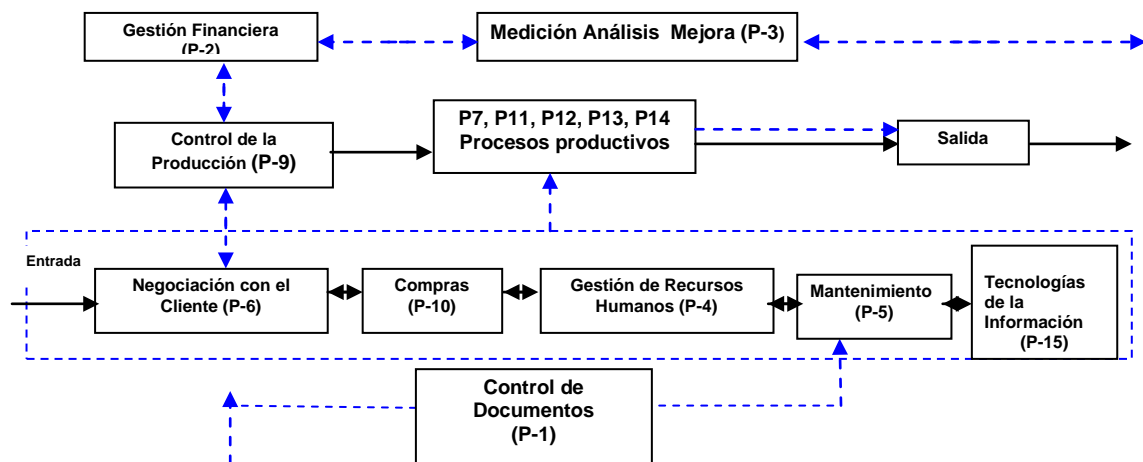 Gestión Financiera
(P-2)
Medición Análisis  Mejora (P-3)
Control de la
Producción (P-9)
P7, P11, P12, P13, P14
Procesos productivos
Salida
Entrada
Negociación con el
Cliente (P-6)
Compras
(P-10)
Gestión de Recursos
Humanos (P-4)
Mantenimiento
(P-5)
Tecnologías
de la
Información
(P-15)
Control de
Documentos
(P-1)